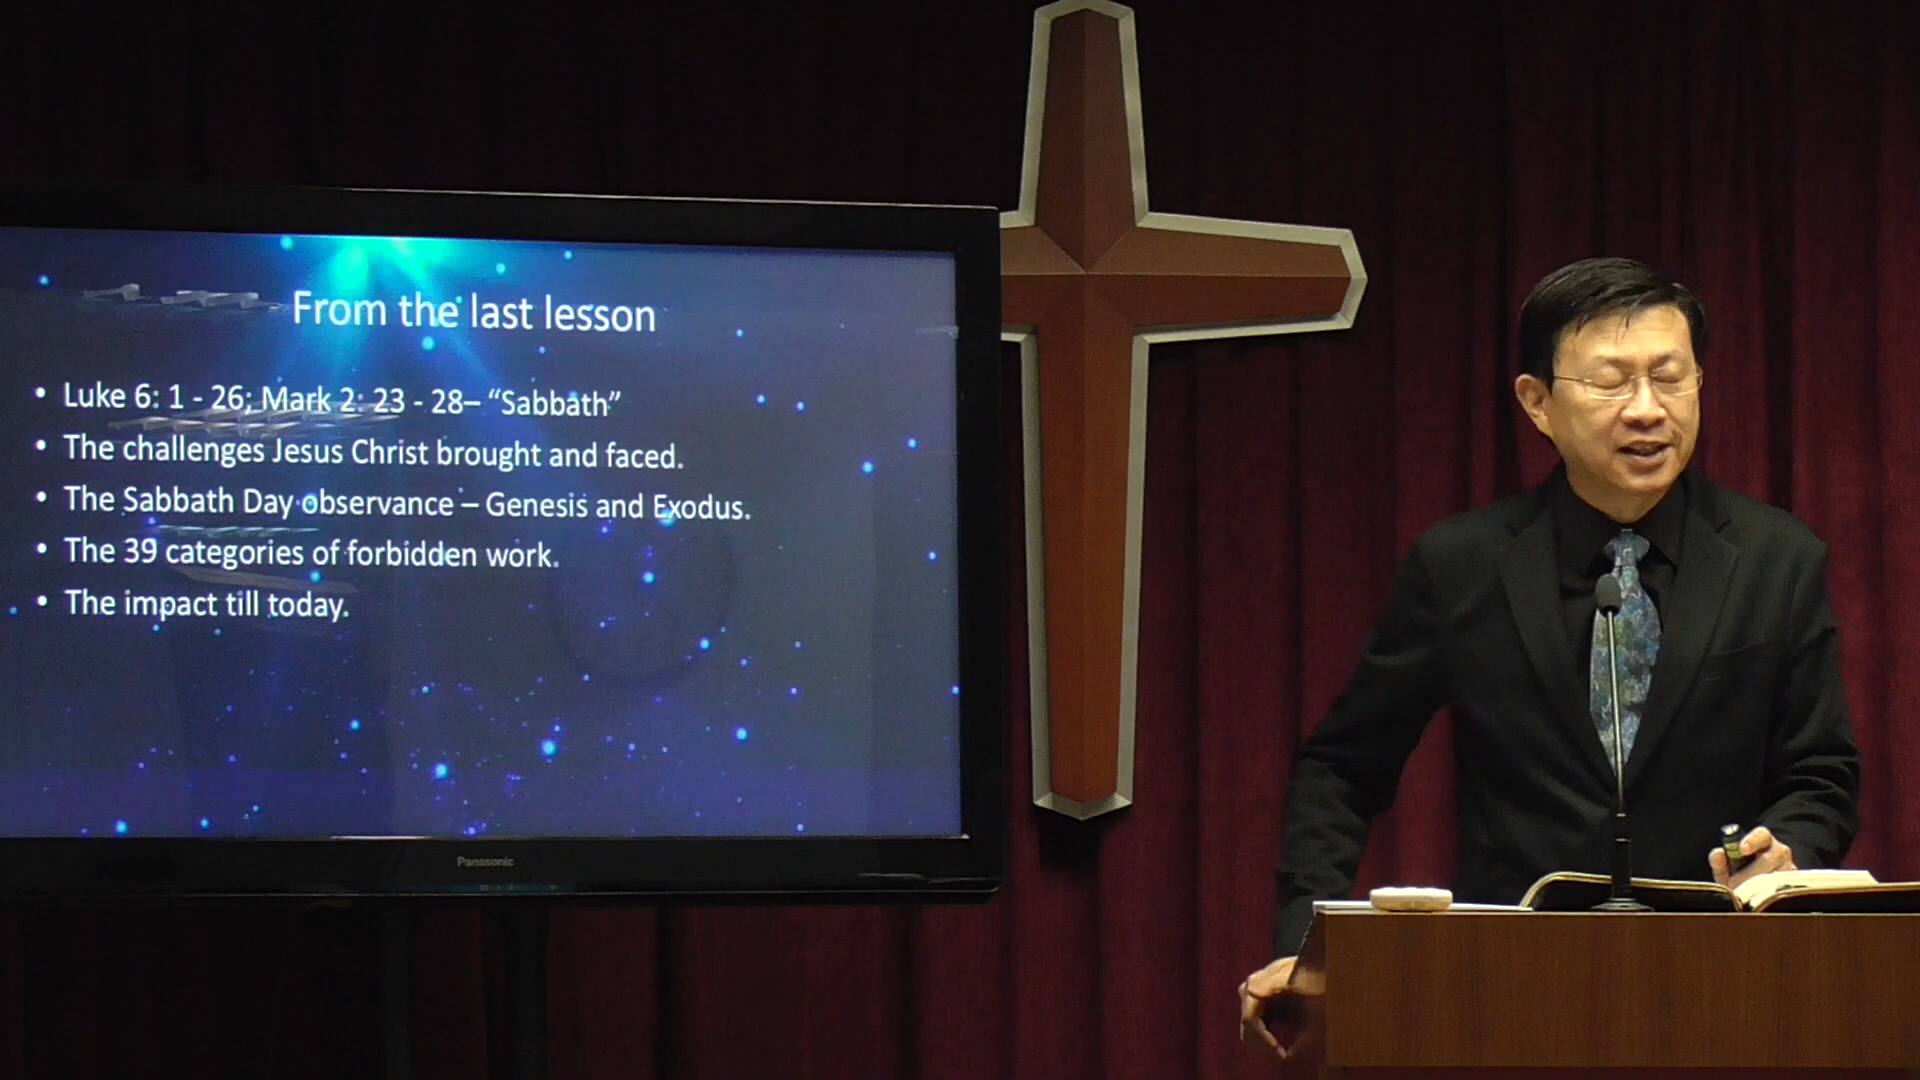 From the last lesson
• Luke 6: 1 - 26; Mark 2: 23 - 28– “Sabbath”
• The challenges Jesus Christ brought and faced.
• The Sabbath Day observance – Genesis and Exodus.
• The 39 categories of forbidden work.
• The impact till today.
Panasonic